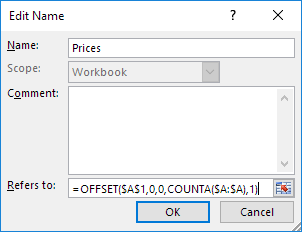 Edit Name ? ×
Name: Prices
Scope: Workbook
Comment:
Refers to: =OFFSET($A$1,0,0,COUNTA($A:$A),1)
OK Cancel